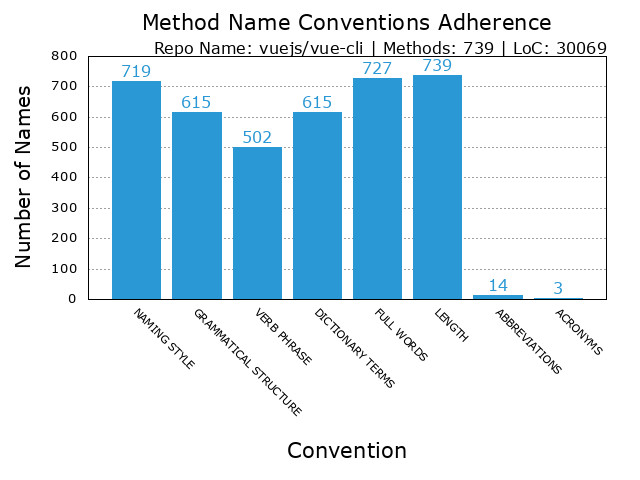 Method Name Conventions Adherence
Repo Name: vuejs/vue-cli | Methods: 739 | LoC: 30069
Number of Names
800
700
600
500
400
300
200
100
0
719
615
502
615
727
739
14
3
NAMING STYLE
GRAMMATICAL STRUCTURE
VERB PHRASE
DICTIONARY TERMS
FULL WORDS
LENGTH
ABBREVIATIONS
ACRONYMS
Convention